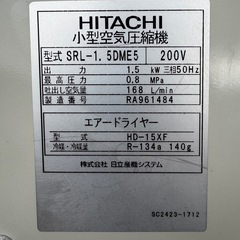 HITACHI
小型空気圧縮機
型式 SRL-1.5DME5 200V
出力 1.5 kW 三相50Hz
最高圧力 0.8 MPa
吐出し空気量 168 L/min
製造番号 RA961484
エアードライヤー
型式 HD-15XF
冷媒・冷媒量 R-134a 140g
株式会社 日立産機システム
SC2423-1712